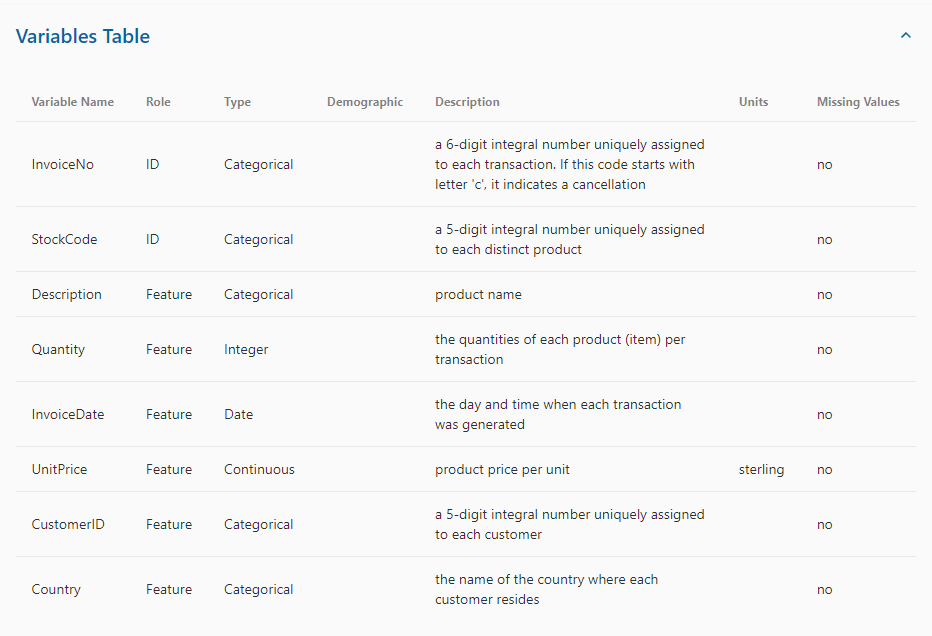 Variables Table
Variable Name Role Type Demographic Description Units Missing Values
a 6-digit integral number uniquely assigned
InvoiceNo ID Categorical to each transaction. If this code starts with no
letter 'c', it indicates a cancellation
a 5-digit integral number uniquely assigned
StockCode ID Categorical no
to each distinct product
Description Feature Categorical product name no
the quantities of each product (item) per
Quantity Feature Integer no
transaction
the day and time when each transaction
InvoiceDate Feature Date no
was generated
UnitPrice Feature Continuous product price per unit sterling no
a 5-digit integral number uniquely assigned
CustomerID Feature Categorical no
to each customer
the name of the country where each
Country Feature Categorical no
customer resides